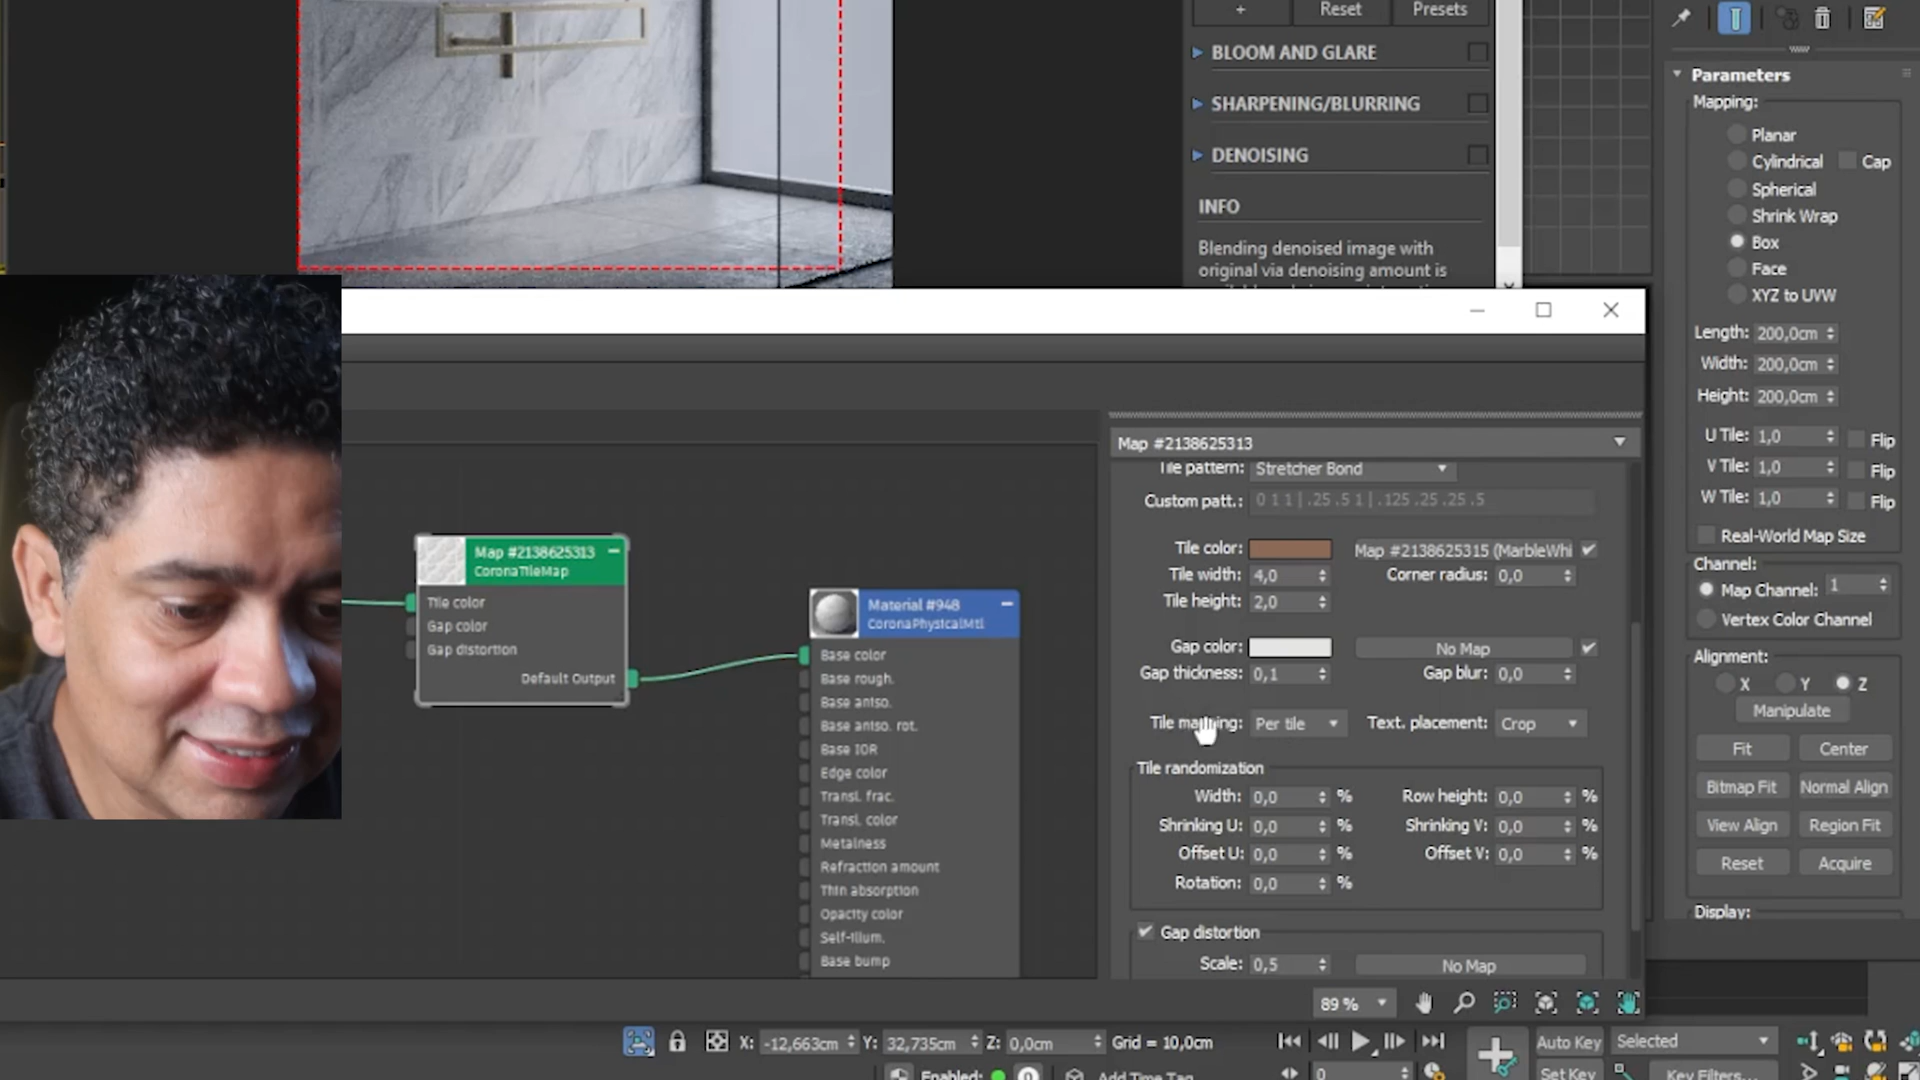 + Reset Presets
BLOOM AND GLARE
SHARPENING/BLURRING
DENOISING
INFO
Blending denoised image with
original via denoising amount is
Parameters
Mapping:
Planar
Cylindrical Cap
Spherical
Shrink Wrap
Box
Face
XYZ to UVW
Length: 200,0cm
Width: 200,0cm
Height: 200,0cm
U Tile: 1,0 Flip
V Tile: 1,0 Flip
W Tile: 1,0 Flip
Real-World Map Size
Channel:
Map Channel: 1
Vertex Color Channel
Alignment:
X Y Z
Manipulate
Fit Center
Bitmap Fit Normal Align
View Align Region Fit
Reset Acquire
Display:
Map #2138625313
CoronaTileMap
Tile color
Gap color
Gap distortion
Default Output
Material #948
CoronaPhysicalMtl
Base color
Base rough.
Base aniso.
Base aniso. rot.
Base IOR
Edge color
Transl. frac.
Transl. color
Metalness
Refraction amount
Thin absorption
Opacity color
Self-Illum.
Base bump
Map #2138625313
Tile pattern: Stretcher Bond
Custom patt.: 0 1 1 | .25 .5 1 | .125 .25 .25 .5
Tile color: Map #2138625315 (MarbleWhi
Tile width: 4,0 Corner radius: 0,0
Tile height: 2,0
Gap color: No Map
Gap thickness: 0,1 Gap blur: 0,0
Tile mapping: Per tile Text. placement: Crop
Tile randomization
Width: 0,0 % Row height: 0,0 %
Shrinking U: 0,0 % Shrinking V: 0,0 %
Offset U: 0,0 % Offset V: 0,0 %
Rotation: 0,0 %
Gap distortion
Scale: 0,5 No Map
89 %
X: -12,663cm Y: 32,735cm Z: 0,0cm Grid = 10,0cm Auto Key Selected
Enabled: Add Time Tag 0 Set Key Key Filters...